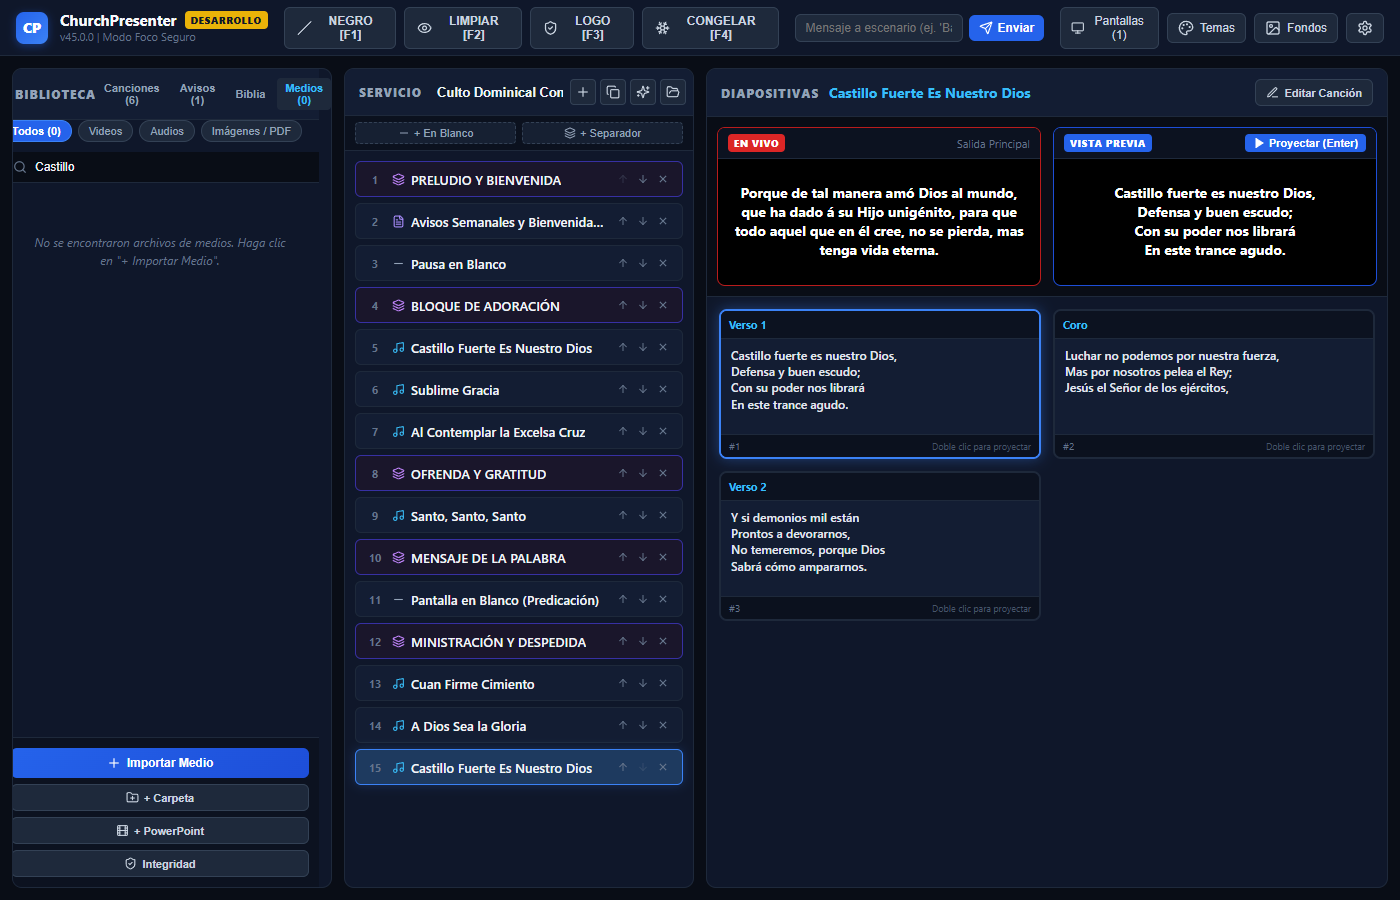 CP
ChurchPresenter DESARROLLO
v45.0.0 | Modo Foco Seguro
NEGRO
[F1]
LIMPIAR
[F2]
LOGO
[F3]
CONGELAR
[F4]
Mensaje a escenario (ej. 'Ba
Enviar
Pantallas
(1)
Temas
Fondos
BIBLIOTECA
Canciones
(6)
Avisos
(1)
Biblia
Medios
(0)
Todos (0)
Videos
Audios
Imágenes / PDF
Castillo
No se encontraron archivos de medios. Haga clic
en "+ Importar Medio".
Importar Medio
+ Carpeta
+ PowerPoint
Integridad
SERVICIO
Culto Dominical Con
+ En Blanco
+ Separador
1 PRELUDIO Y BIENVENIDA
2 Avisos Semanales y Bienvenida...
3 Pausa en Blanco
4 BLOQUE DE ADORACIÓN
5 Castillo Fuerte Es Nuestro Dios
6 Sublime Gracia
7 Al Contemplar la Excelsa Cruz
8 OFRENDA Y GRATITUD
9 Santo, Santo, Santo
10 MENSAJE DE LA PALABRA
11 Pantalla en Blanco (Predicación)
12 MINISTRACIÓN Y DESPEDIDA
13 Cuan Firme Cimiento
14 A Dios Sea la Gloria
15 Castillo Fuerte Es Nuestro Dios
DIAPOSITIVAS Castillo Fuerte Es Nuestro Dios
Editar Canción
EN VIVO
Salida Principal
Porque de tal manera amó Dios al mundo,
que ha dado á su Hijo unigénito, para que
todo aquel que en él cree, no se pierda, mas
tenga vida eterna.
VISTA PREVIA
Proyectar (Enter)
Castillo fuerte es nuestro Dios,
Defensa y buen escudo;
Con su poder nos librará
En este trance agudo.
Verso 1
Castillo fuerte es nuestro Dios,
Defensa y buen escudo;
Con su poder nos librará
En este trance agudo.
#1 Doble clic para proyectar
Coro
Luchar no podemos por nuestra fuerza,
Mas por nosotros pelea el Rey;
Jesús el Señor de los ejércitos,
#2 Doble clic para proyectar
Verso 2
Y si demonios mil están
Prontos a devorarnos,
No temeremos, porque Dios
Sabrá cómo ampararnos.
#3 Doble clic para proyectar